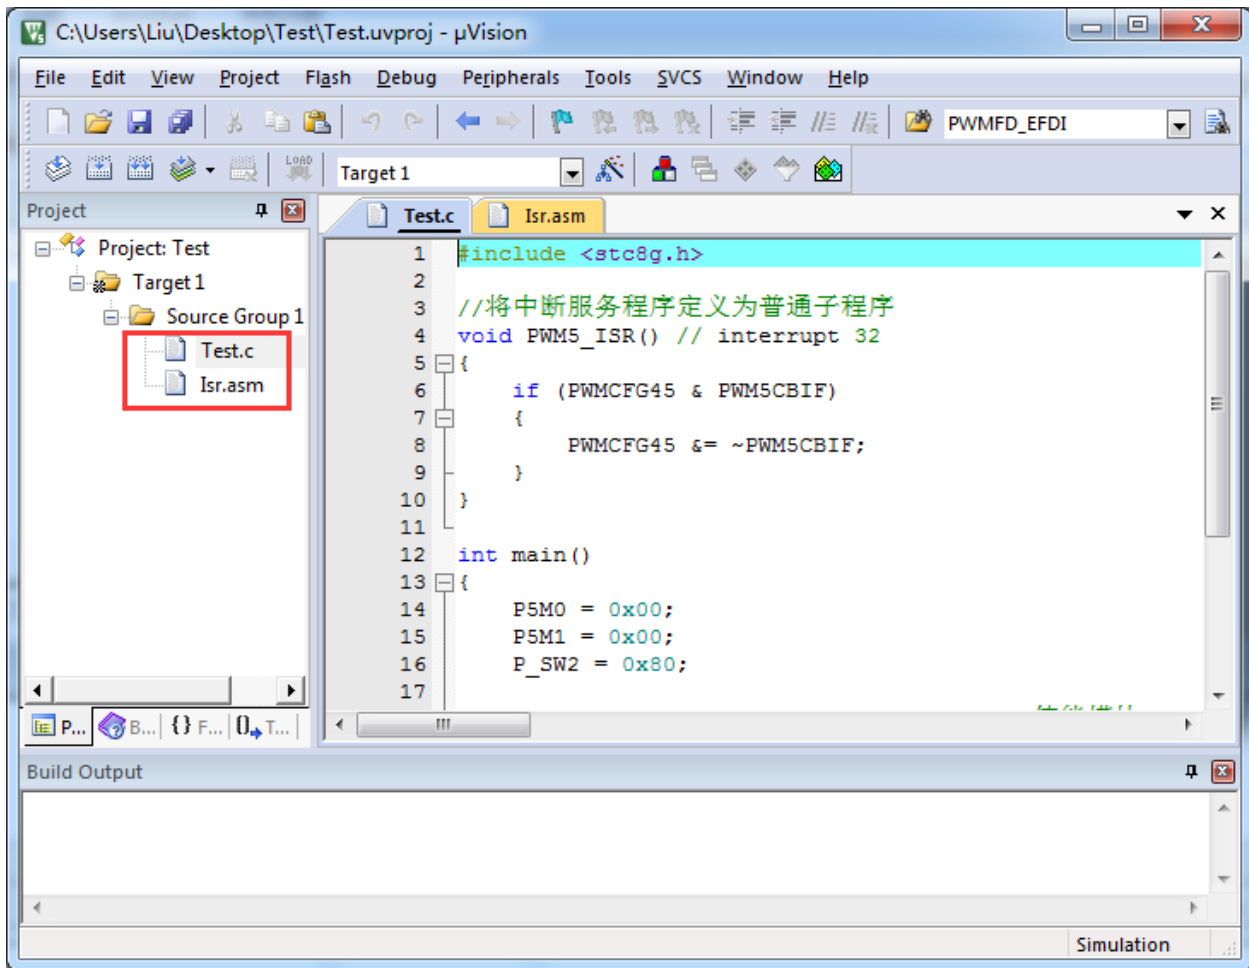 C:\Users\Liu\Desktop\Test\Test.uvproj - µVision
File Edit View Project Flash Debug Peripherals Tools SVCS Window Help
PWMFD_EFDI
LOAD
Target 1
Project
Test.c Isr.asm
Project: Test
Target 1
Source Group 1
Test.c
Isr.asm
1 #include <stc8g.h>
2
3 //将中断服务程序定义为普通子程序
4 void PWM5_ISR() // interrupt 32
5 {
6 if (PWMCFG45 & PWM5CBIF)
7 {
8 PWMCFG45 &= ~PWM5CBIF;
9 }
10 }
11
12 int main()
13 {
14 P5M0 = 0x00;
15 P5M1 = 0x00;
16 P_SW2 = 0x80;
17
P... B... {} F... 0 T...
Build Output
Simulation